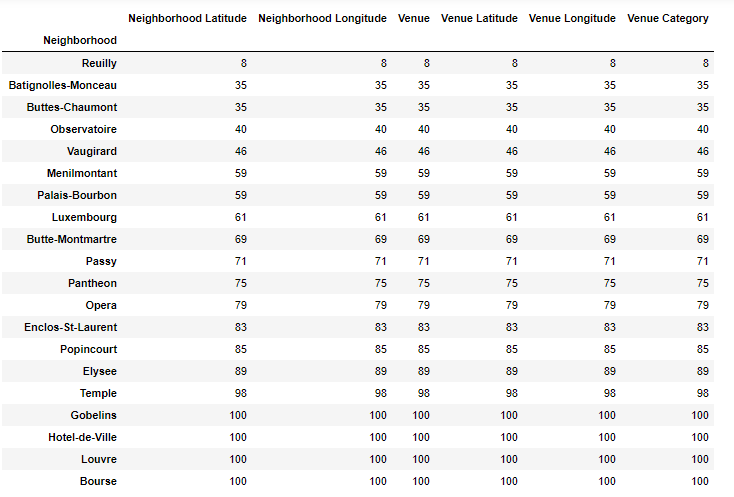 Neighborhood Latitude Neighborhood Longitude Venue Venue Latitude Venue Longitude Venue Category
Neighborhood
Reuilly 8 8 8 8 8 8
Batignolles-Monceau 35 35 35 35 35 35
Buttes-Chaumont 35 35 35 35 35 35
Observatoire 40 40 40 40 40 40
Vaugirard 46 46 46 46 46 46
Menilmontant 59 59 59 59 59 59
Palais-Bourbon 59 59 59 59 59 59
Luxembourg 61 61 61 61 61 61
Butte-Montmartre 69 69 69 69 69 69
Passy 71 71 71 71 71 71
Pantheon 75 75 75 75 75 75
Opera 79 79 79 79 79 79
Enclos-St-Laurent 83 83 83 83 83 83
Popincourt 85 85 85 85 85 85
Elysee 89 89 89 89 89 89
Temple 98 98 98 98 98 98
Gobelins 100 100 100 100 100 100
Hotel-de-Ville 100 100 100 100 100 100
Louvre 100 100 100 100 100 100
Bourse 100 100 100 100 100 100